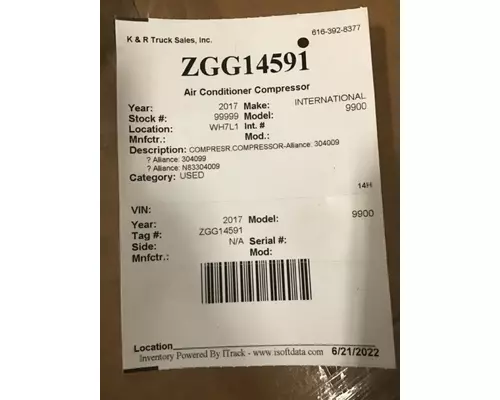 K & R Truck Sales, Inc. 616-392-8377
ZGG14591
Air Conditioner Compressor
Year: 2017 Make: INTERNATIONAL
Stock #: 99999 Model: 9900
Location: WH7L1 Int. #
Mnfctr.: Mod.:
Description: COMPRESR.COMPRESSOR-Alliance: 304009
? Alliance: 304099
? Alliance: N83304009
Category: USED
14H
VIN:
Year: 2017 Model: 9900
Tag #: ZGG14591
Side: N/A Serial #:
Mnfctr.: Mod:
Location
Inventory Powered By ITrack - www.isoftdata.com 6/21/2022